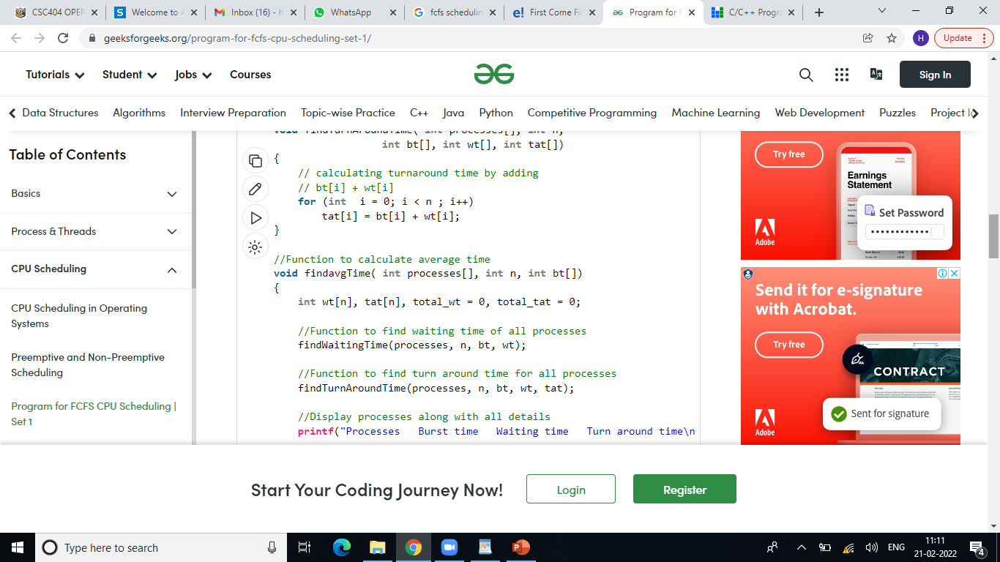 CSC404 OPER
Welcome to A
Inbox (16) - h
WhatsApp
fcfs schedulin
First Come Fi
Program for F
C/C++ Progra
geeksforgeeks.org/program-for-fcfs-cpu-scheduling-set-1/
H
Update
Tutorials
Student
Jobs
Courses
Sign In
Data Structures
Algorithms
Interview Preparation
Topic-wise Practice
C++
Java
Python
Competitive Programming
Machine Learning
Web Development
Puzzles
Project Id
Table of Contents
Basics
Process & Threads
CPU Scheduling
CPU Scheduling in Operating
Systems
Preemptive and Non-Preemptive
Scheduling
Program for FCFS CPU Scheduling |
Set 1
void findTurnAroundTime( int processes[], int n,
int bt[], int wt[], int tat[])
{
// calculating turnaround time by adding
// bt[i] + wt[i]
for (int  i = 0; i < n ; i++)
tat[i] = bt[i] + wt[i];
}
//Function to calculate average time
void findavgTime( int processes[], int n, int bt[])
{
int wt[n], tat[n], total_wt = 0, total_tat = 0;
//Function to find waiting time of all processes
findWaitingTime(processes, n, bt, wt);
//Function to find turn around time for all processes
findTurnAroundTime(processes, n, bt, wt, tat);
//Display processes along with all details
printf("Processes   Burst time   Waiting time   Turn around time\n
Try free
Earnings
Statement
Set Password
Adobe
Send it for e-signature
with Acrobat.
Try free
CONTRACT
Sent for signature
Adobe
Start Your Coding Journey Now!
Login
Register
Type here to search
ENG
11:11
21-02-2022
4